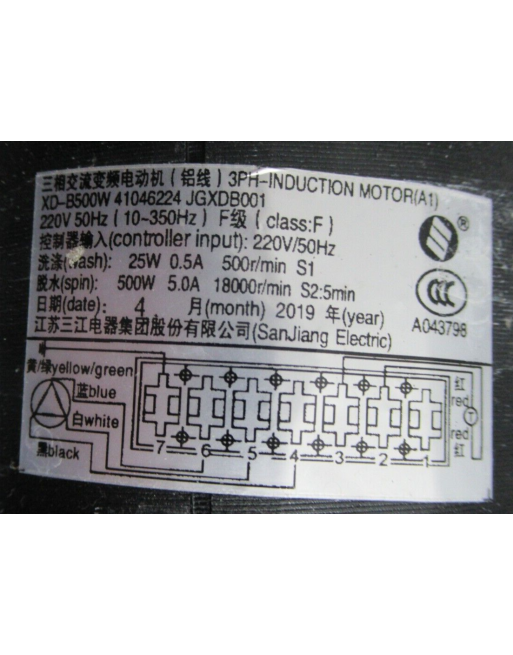 三相交流变频电动机（铝线）3PH-INDUCTION MOTOR(A1)
XD-B500W 41046224 JGXDB001
220V 50Hz（10-350Hz）F级（class:F）
控制器输入(controller input): 220V/50Hz
洗涤(wash): 25W 0.5A 500r/min S1
脱水(spin): 500W 5.0A 18000r/min S2:5min
日期(date): 4 月(month) 2019 年(year)
江苏三江电器集团股份有限公司(SanJiang Electric)
®
CCC
A043798
黄/绿yellow/green
蓝blue
白white
黑black
7 6 5 4 3 2 1
红
red
T
red
红